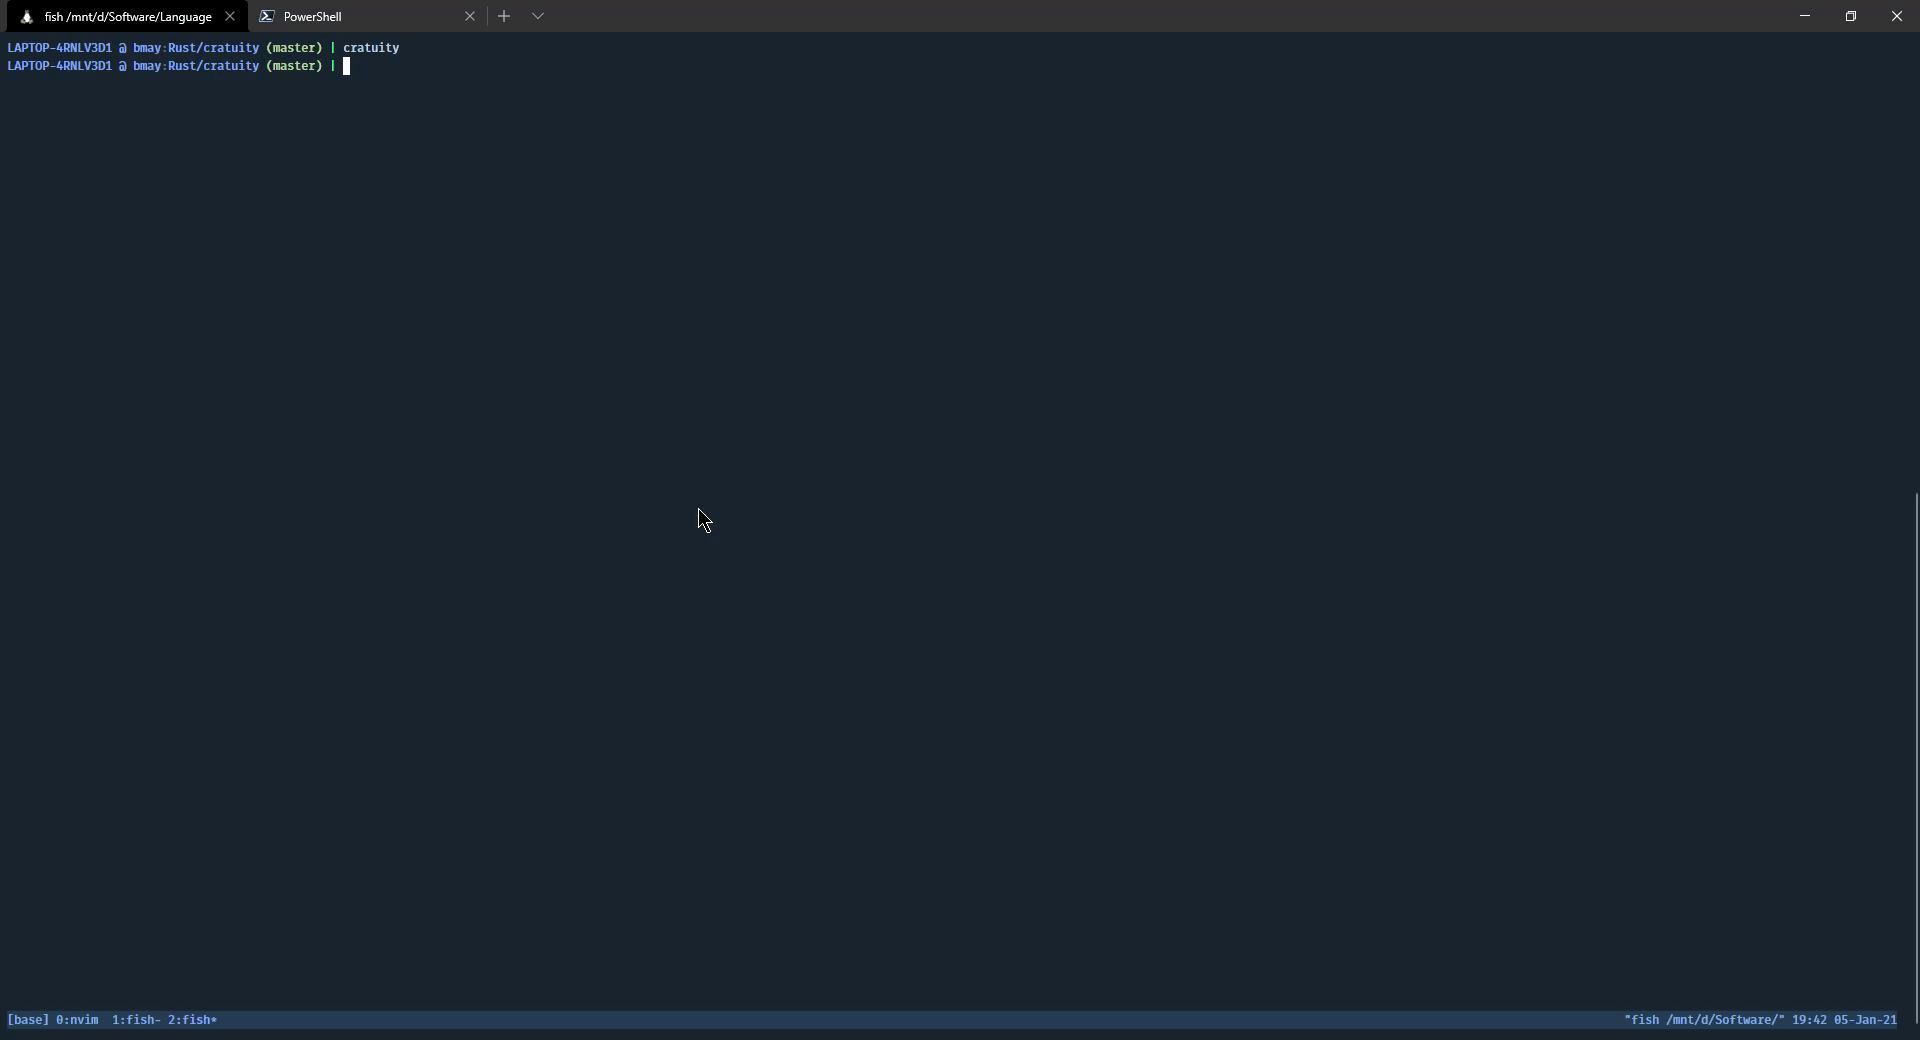 fish /mnt/d/Software/Language
PowerShell
LAPTOP-4RNLV3D1 @ bmay:Rust/cratuity (master) | cratuity
LAPTOP-4RNLV3D1 @ bmay:Rust/cratuity (master) |
[base] 0:nvim  1:fish- 2:fish*
"fish /mnt/d/Software/" 19:42 05-Jan-21